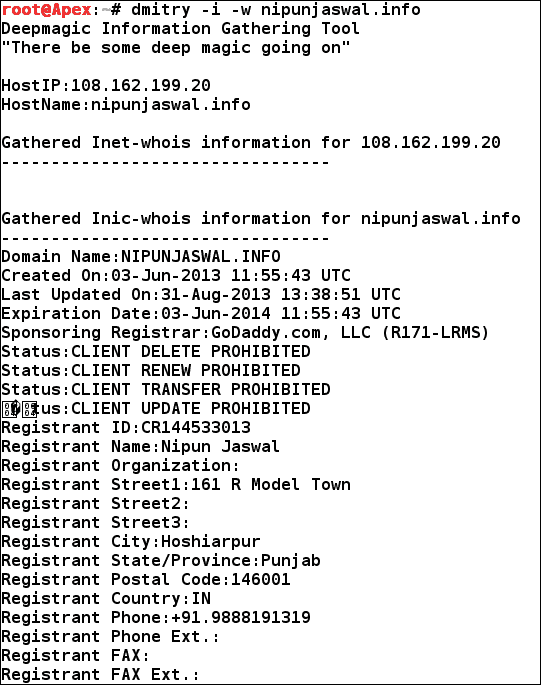 root@Apex:~# dmitry -i -w nipunjaswal.info
Deepmagic Information Gathering Tool
"There be some deep magic going on"
HostIP:108.162.199.20
HostName:nipunjaswal.info
Gathered Inet-whois information for 108.162.199.20
---------------------------------
Gathered Inic-whois information for nipunjaswal.info
---------------------------------
Domain Name:NIPUNJASWAL.INFO
Created On:03-Jun-2013 11:55:43 UTC
Last Updated On:31-Aug-2013 13:38:51 UTC
Expiration Date:03-Jun-2014 11:55:43 UTC
Sponsoring Registrar:GoDaddy.com, LLC (R171-LRMS)
Status:CLIENT DELETE PROHIBITED
Status:CLIENT RENEW PROHIBITED
Status:CLIENT TRANSFER PROHIBITED
tus:CLIENT UPDATE PROHIBITED
Registrant ID:CR144533013
Registrant Name:Nipun Jaswal
Registrant Organization:
Registrant Street1:161 R Model Town
Registrant Street2:
Registrant Street3:
Registrant City:Hoshiarpur
Registrant State/Province:Punjab
Registrant Postal Code:146001
Registrant Country:IN
Registrant Phone:+91.9888191319
Registrant Phone Ext.:
Registrant FAX:
Registrant FAX Ext.: